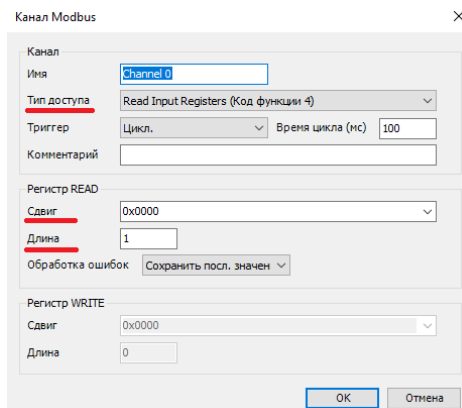 Канал Modbus
Канал
Имя Channel 0
Тип доступа Read Input Registers (Код функции 4)
Триггер Цикл. Время цикла (мс) 100
Комментарий
Регистр READ
Сдвиг 0x0000
Длина 1
Обработка ошибок Сохранить посл. значен
Регистр WRITE
Сдвиг 0x0000
Длина 0
OK Отмена